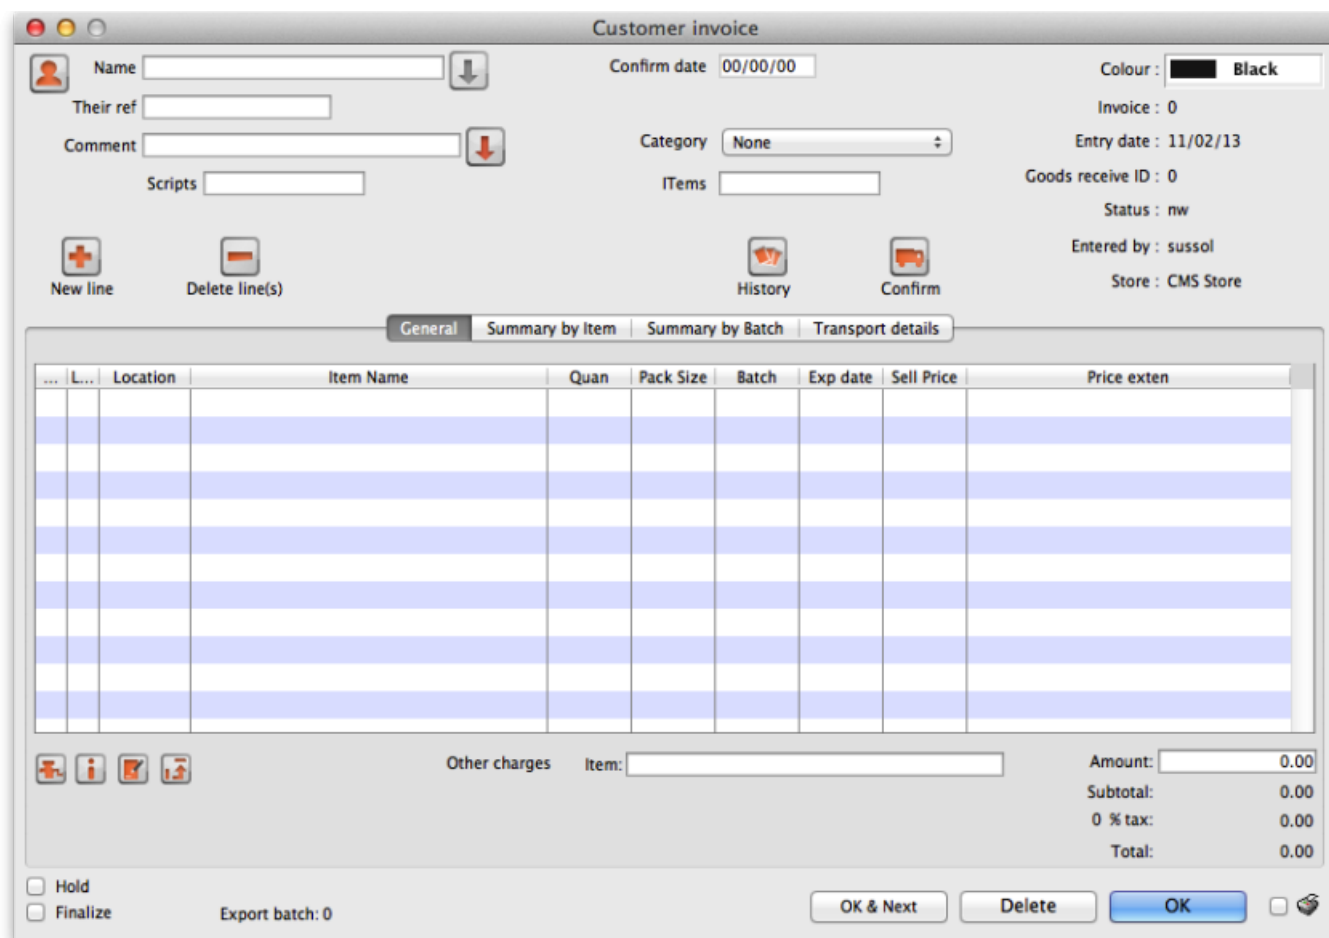 Customer invoice
Name
Confirm date 00/00/00
Colour : Black
Their ref
Invoice : 0
Comment
Category None
Entry date : 11/02/13
Scripts
ITems
Goods receive ID : 0
Status : nw
Entered by : sussol
Store : CMS Store
New line Delete line(s) History Confirm
General Summary by Item Summary by Batch Transport details
... L... Location Item Name Quan Pack Size Batch Exp date Sell Price Price exten
Other charges Item: Amount: 0.00
Subtotal: 0.00
0 % tax: 0.00
Total: 0.00
Hold
Finalize Export batch: 0 OK & Next Delete OK